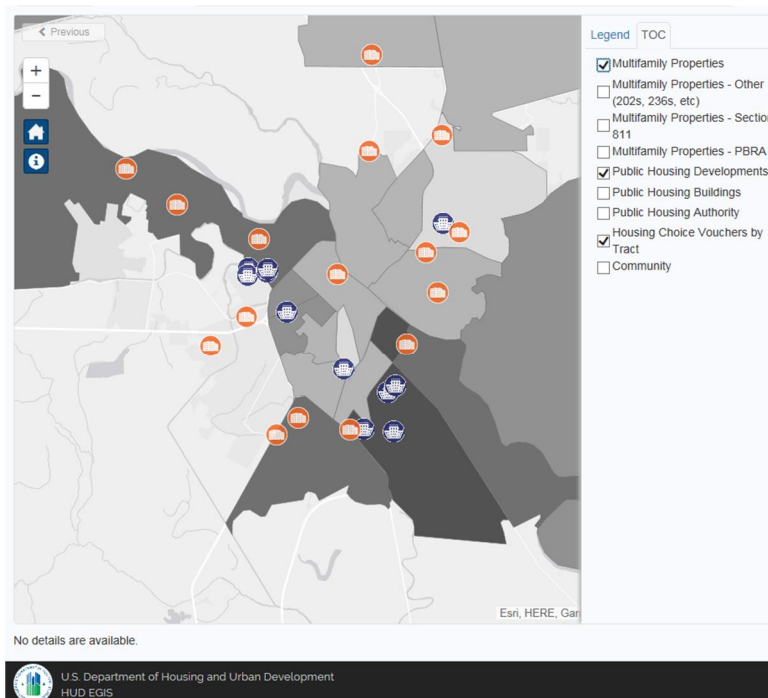 Previous
+
−
Legend TOC
Multifamily Properties
Multifamily Properties - Other
(202s, 236s, etc)
Multifamily Properties - Section
811
Multifamily Properties - PBRA
Public Housing Developments
Public Housing Buildings
Public Housing Authority
Housing Choice Vouchers by
Tract
Community
Esri, HERE, Gar
No details are available.
U.S. Department of Housing and Urban Development
HUD EGIS